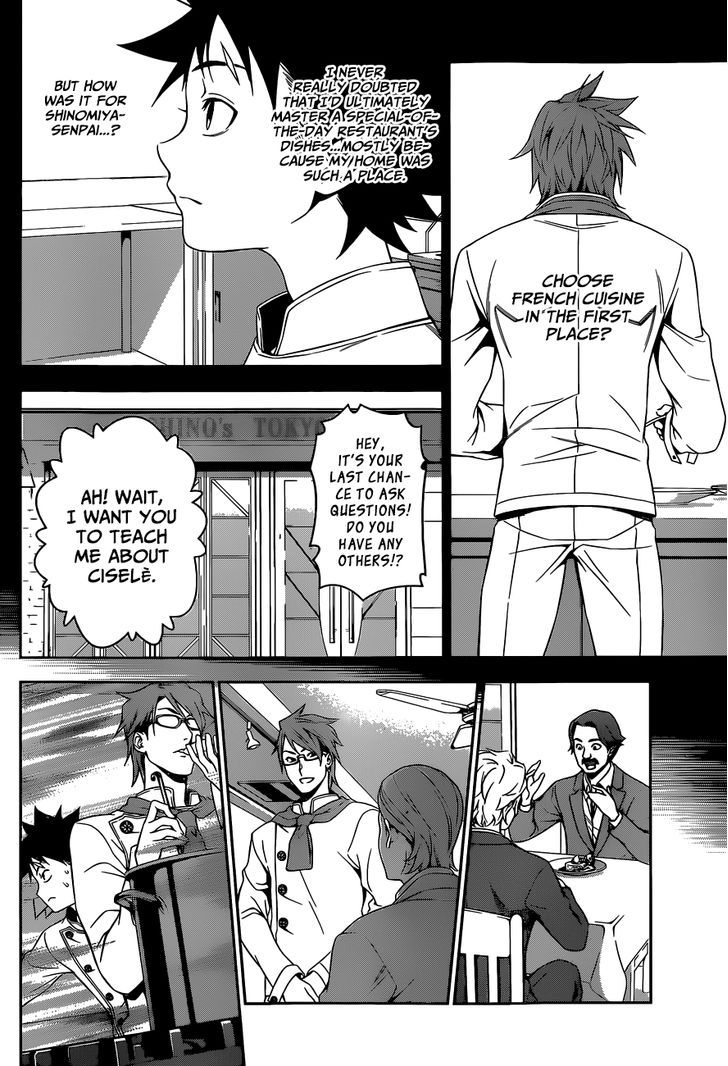 CHOOSE
FRENCH CUISINE
IN THE FIRST
PLACE?
I NEVER
REALLY DOUBTED
THAT I'D ULTIMATELY
MASTER A SPECIAL-OF-
THE-DAY RESTAURANT'S
DISHES...MOSTLY BE-
CAUSE MY HOME WAS
SUCH A PLACE.
BUT HOW
WAS IT FOR
SHINOMIYA-
SENPAI...?
SHINO's TOKYO
HEY,
IT'S YOUR
LAST CHAN-
CE TO ASK
QUESTIONS!
DO YOU
HAVE ANY
OTHERS!?
AH! WAIT,
I WANT YOU
TO TEACH
ME ABOUT
CISELÈ.